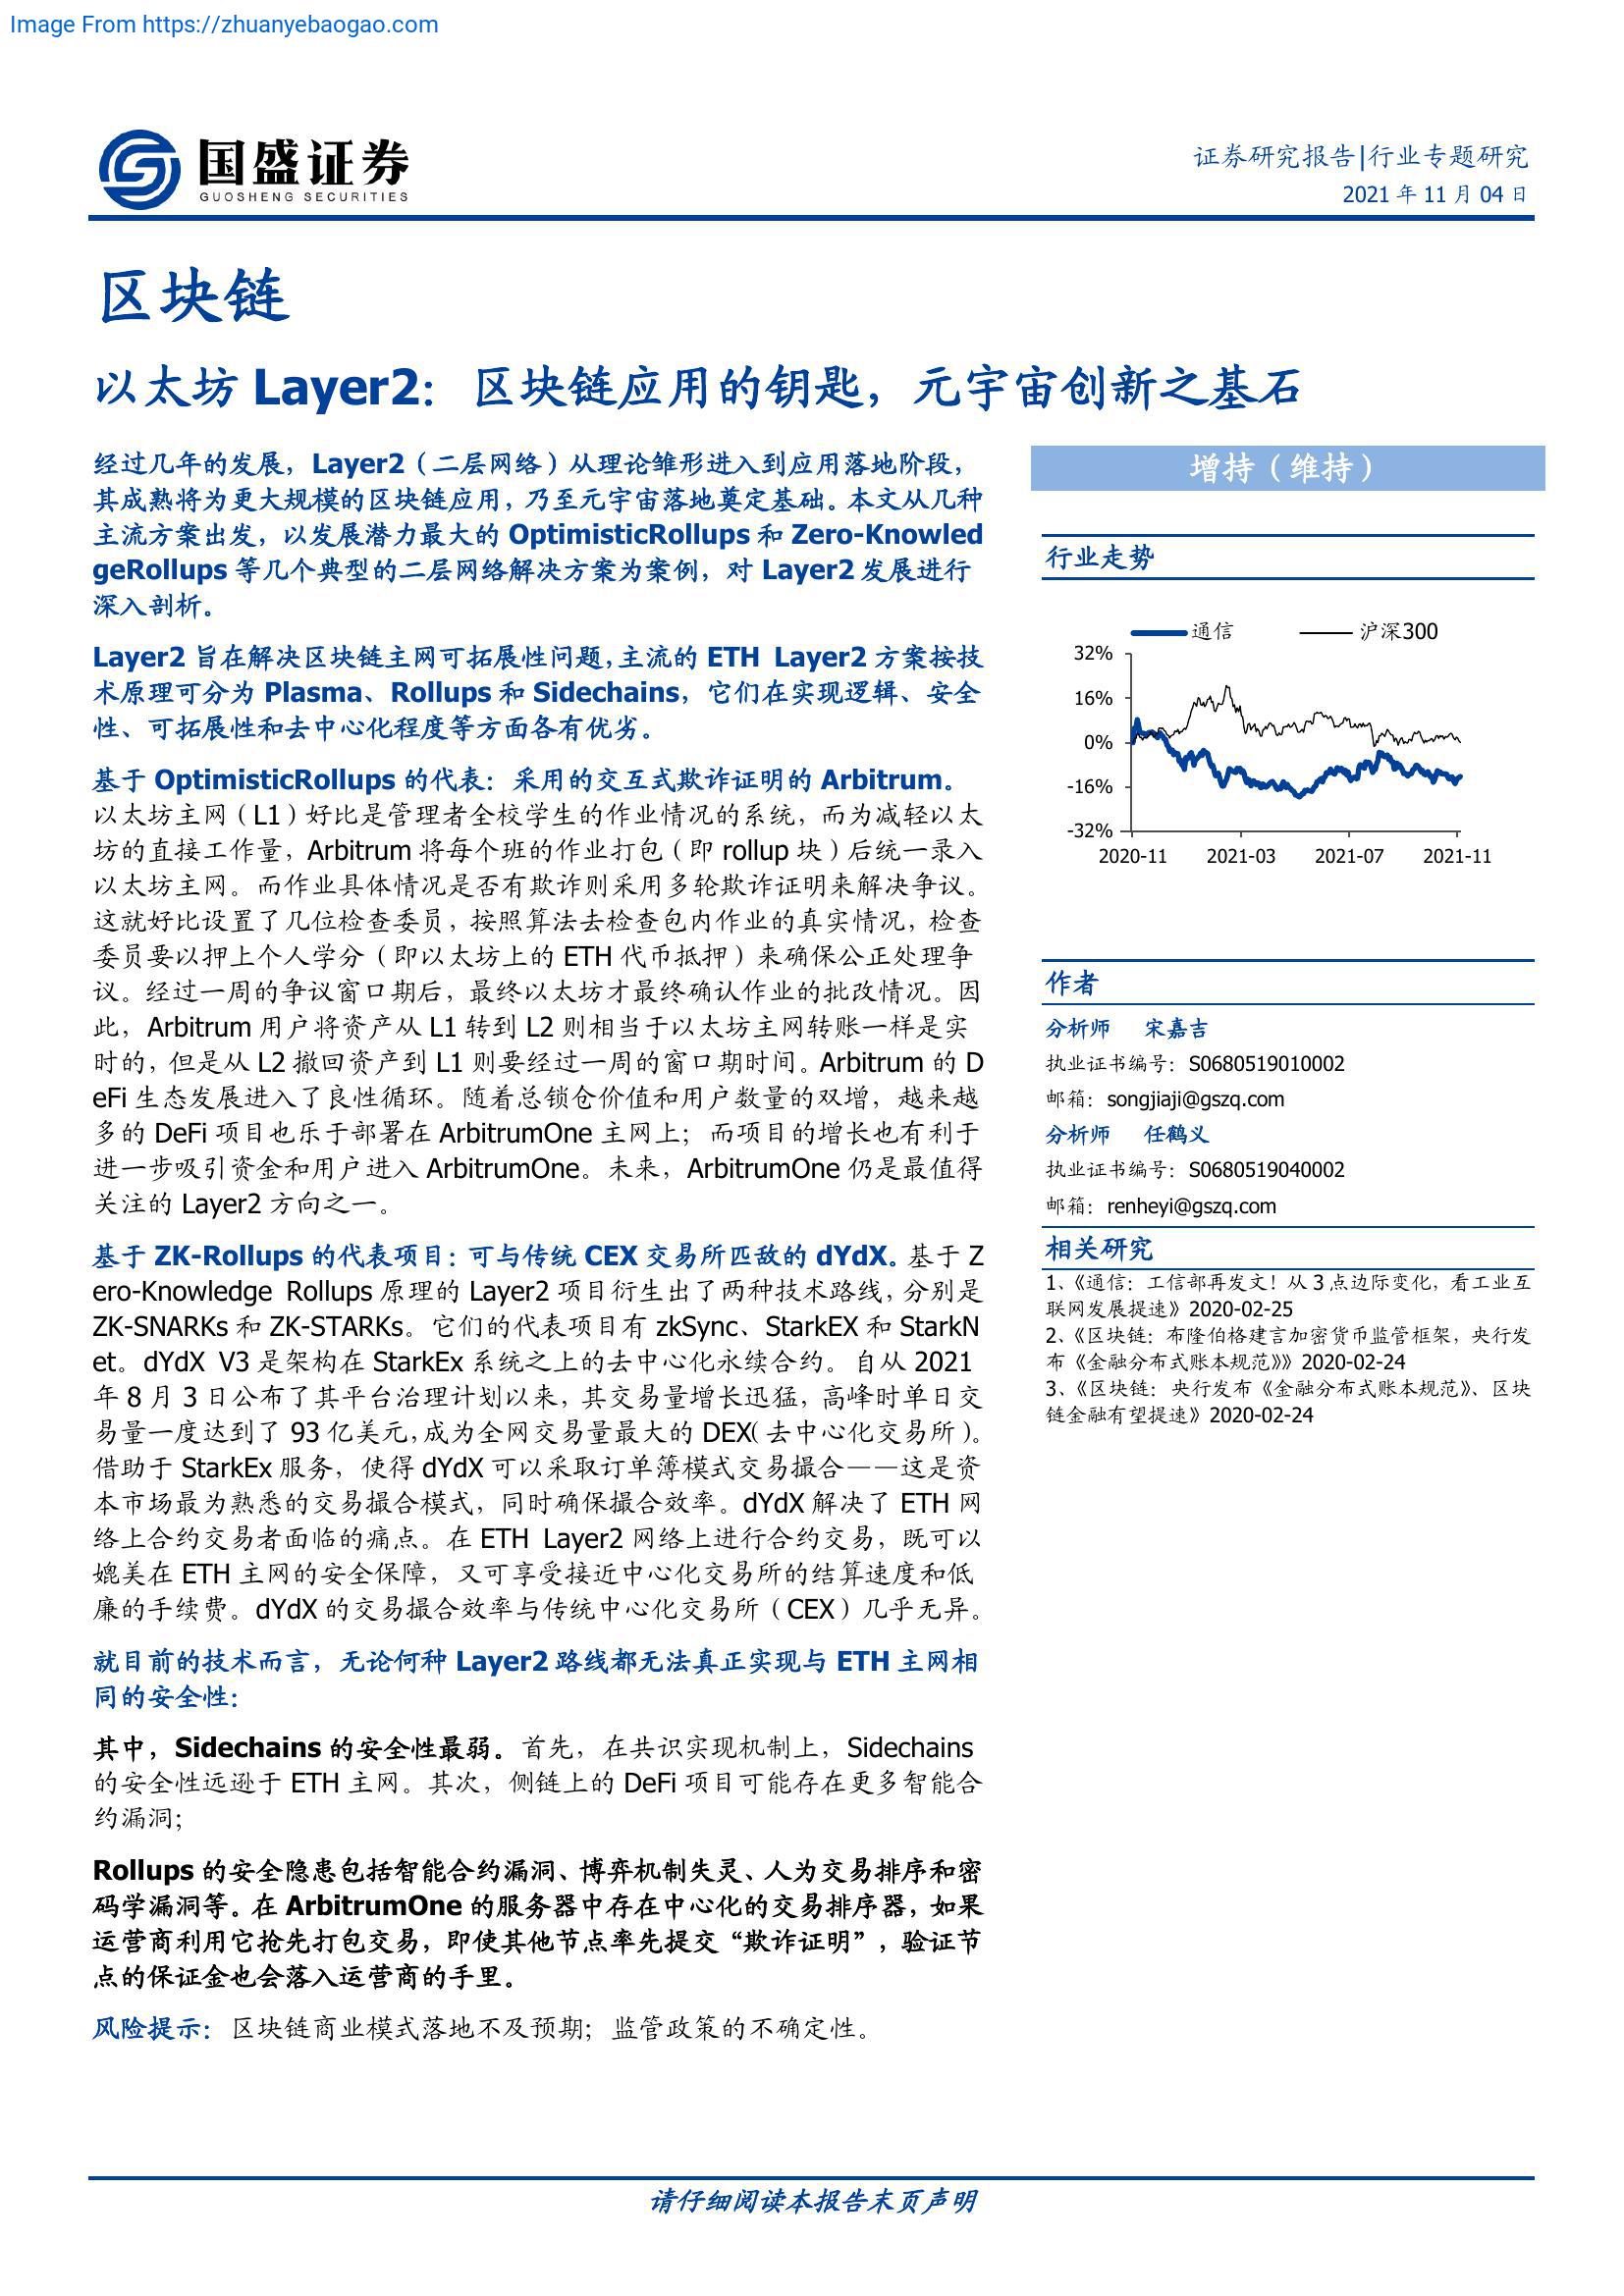 Image From https://zhuanyebaogao.com
国盛证券
GUOSHENG SECURITIES
证券研究报告|行业专题研究
2021 年 11 月 04 日
区块链
以太坊 Layer2：区块链应用的钥匙，元宇宙创新之基石
经过几年的发展，Layer2（二层网络）从理论雏形进入到应用落地阶段，
其成熟将为更大规模的区块链应用，乃至元宇宙落地奠定基础。本文从几种
主流方案出发，以发展潜力最大的 OptimisticRollups 和 Zero-Knowled
geRollups 等几个典型的二层网络解决方案为案例，对 Layer2 发展进行
深入剖析。
Layer2 旨在解决区块链主网可拓展性问题，主流的 ETH Layer2 方案按技
术原理可分为 Plasma、Rollups 和 Sidechains，它们在实现逻辑、安全
性、可拓展性和去中心化程度等方面各有优劣。
基于 OptimisticRollups 的代表：采用的交互式欺诈证明的 Arbitrum。
以太坊主网（L1）好比是管理者全校学生的作业情况的系统，而为减轻以太
坊的直接工作量，Arbitrum 将每个班的作业打包（即 rollup 块）后统一录入
以太坊主网。而作业具体情况是否有欺诈则采用多轮欺诈证明来解决争议。
这就好比设置了几位检查委员，按照算法去检查包内作业的真实情况，检查
委员要以押上个人学分（即以太坊上的 ETH 代币抵押）来确保公正处理争
议。经过一周的争议窗口期后，最终以太坊才最终确认作业的批改情况。因
此，Arbitrum 用户将资产从 L1 转到 L2 则相当于以太坊主网转账一样是实
时的，但是从 L2 撤回资产到 L1 则要经过一周的窗口期时间。Arbitrum 的 D
eFi 生态发展进入了良性循环。随着总锁仓价值和用户数量的双增，越来越
多的 DeFi 项目也乐于部署在 ArbitrumOne 主网上；而项目的增长也有利于
进一步吸引资金和用户进入 ArbitrumOne。未来，ArbitrumOne 仍是最值得
关注的 Layer2 方向之一。
基于 ZK-Rollups 的代表项目：可与传统 CEX 交易所匹敌的 dYdX。基于 Z
ero-Knowledge Rollups 原理的 Layer2 项目衍生出了两种技术路线，分别是
ZK-SNARKs 和 ZK-STARKs。它们的代表项目有 zkSync、StarkEX 和 StarkN
et。dYdX V3 是架构在 StarkEx 系统之上的去中心化永续合约。自从 2021
年 8 月 3 日公布了其平台治理计划以来，其交易量增长迅猛，高峰时单日交
易量一度达到了 93 亿美元，成为全网交易量最大的 DEX（去中心化交易所）。
借助于 StarkEx 服务，使得 dYdX 可以采取订单薄模式交易撮合——这是资
本市场最为熟悉的交易撮合模式，同时确保撮合效率。dYdX 解决了 ETH 网
络上合约交易者面临的痛点。在 ETH Layer2 网络上进行合约交易，既可以
媲美在 ETH 主网的安全保障，又可享受接近中心化交易所的结算速度和低
廉的手续费。dYdX 的交易撮合效率与传统中心化交易所（CEX）几乎无异。
就目前的技术而言，无论何种 Layer2 路线都无法真正实现与 ETH 主网相
同的安全性：
其中，Sidechains 的安全性最弱。首先，在共识实现机制上，Sidechains
的安全性远逊于 ETH 主网。其次，侧链上的 DeFi 项目可能存在更多智能合
约漏洞；
Rollups 的安全隐患包括智能合约漏洞、博弈机制失灵、人为交易排序和密
码学漏洞等。在 ArbitrumOne 的服务器中存在中心化的交易排序器，如果
运营商利用它抢先打包交易，即使其他节点率先提交“欺诈证明”，验证节
点的保证金也会落入运营商的手里。
风险提示：区块链商业模式落地不及预期；监管政策的不确定性。
增持（维持）
行业走势
通信 沪深300
32%
16%
0%
-16%
-32%
2020-11 2021-03 2021-07 2021-11
作者
分析师 宋嘉吉
执业证书编号：S0680519010002
邮箱：songjiaji@gszq.com
分析师 任鹤义
执业证书编号：S0680519040002
邮箱：renheyi@gszq.com
相关研究
1、《通信：工信部再发文！从 3 点边际变化，看工业互
联网发展提速》2020-02-25
2、《区块链：布隆伯格建言加密货币监管框架，央行发
布《金融分布式账本规范》》2020-02-24
3、《区块链：央行发布《金融分布式账本规范》、区块
链金融有望提速》2020-02-24
请仔细阅读本报告末页声明